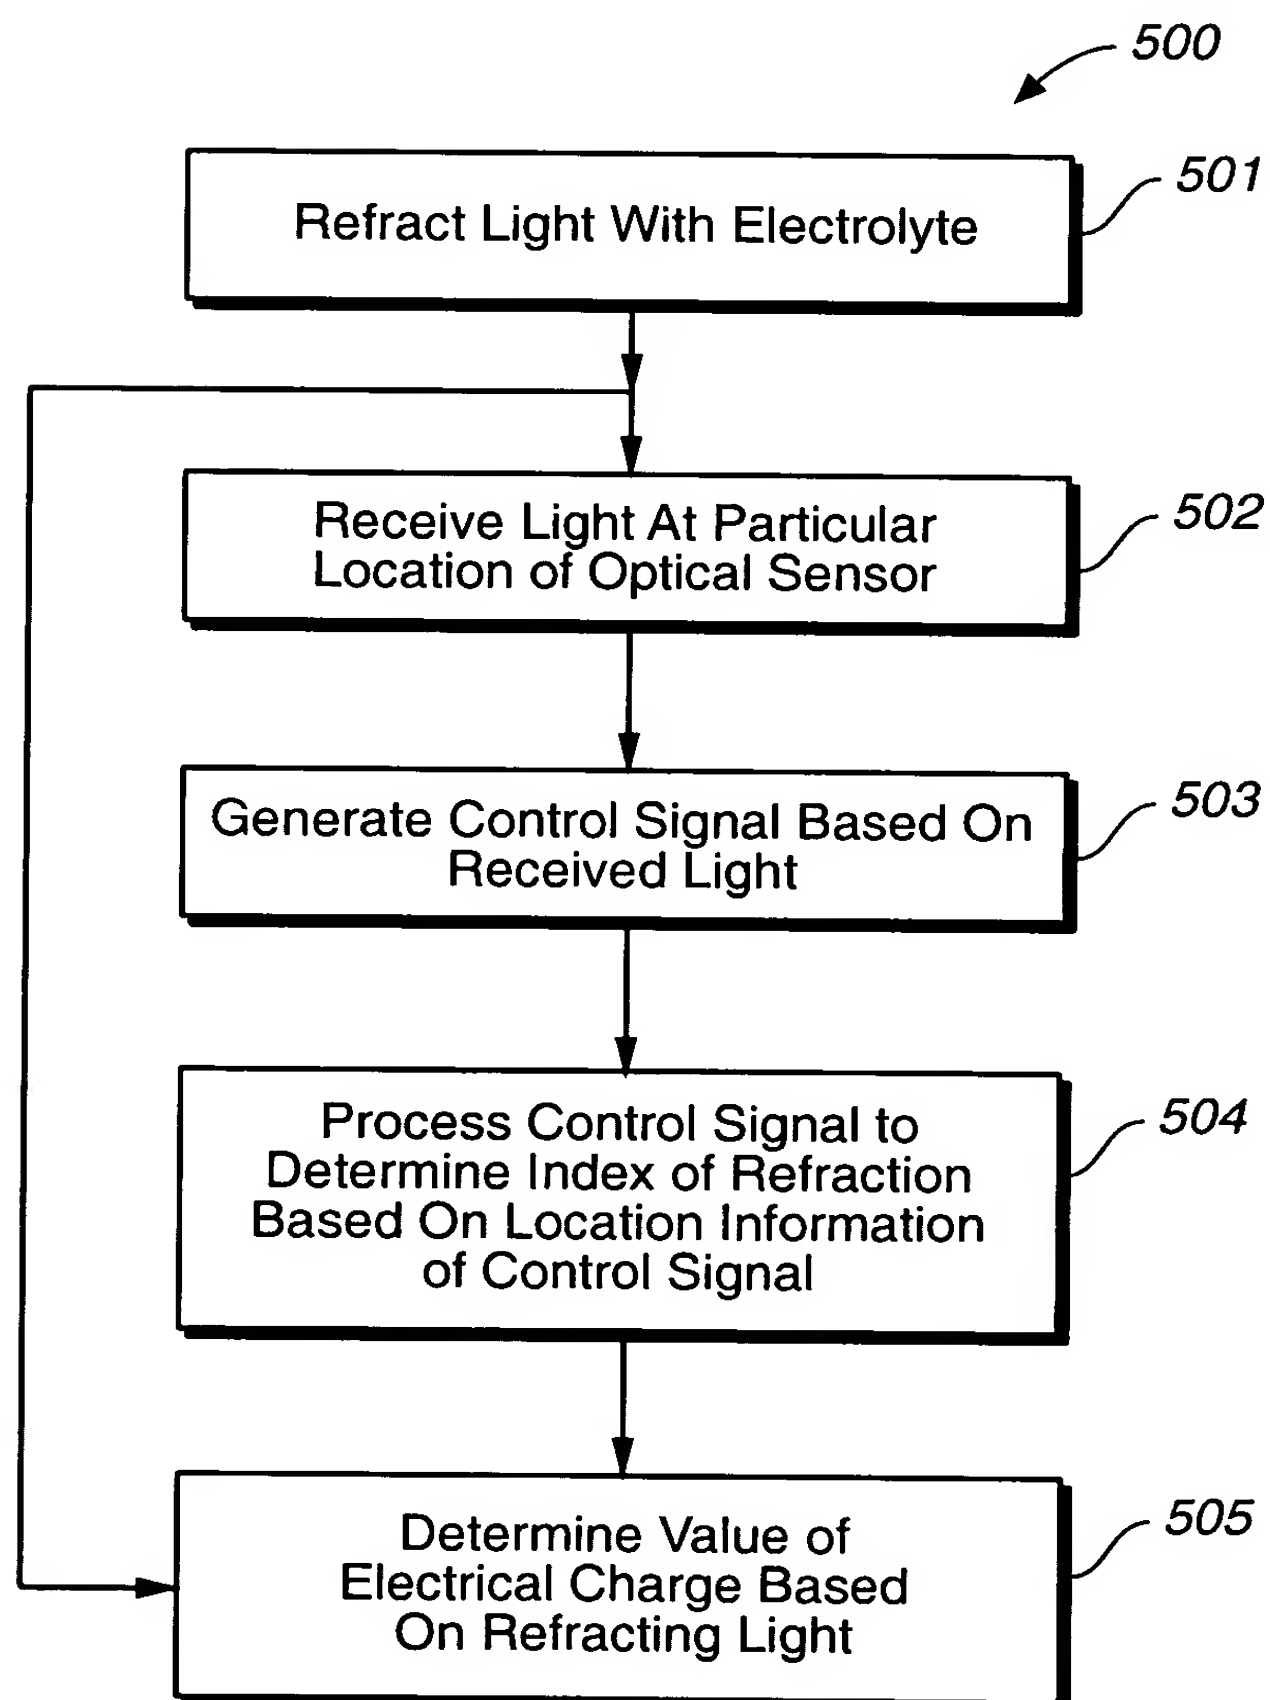 500
Refract Light With Electrolyte
501
Receive Light At Particular
Location of Optical Sensor
502
Generate Control Signal Based On
Received Light
503
Process Control Signal to
Determine Index of Refraction
Based On Location Information
of Control Signal
504
Determine Value of
Electrical Charge Based
On Refracting Light
505